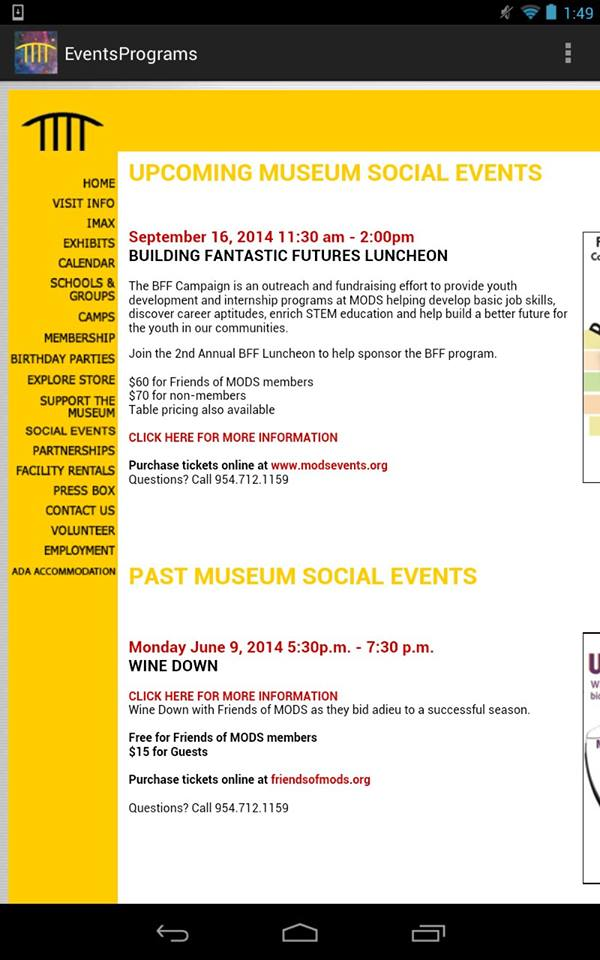 1:49
EventsPrograms
HOME
VISIT INFO
IMAX
EXHIBITS
CALENDAR
SCHOOLS &
GROUPS
CAMPS
MEMBERSHIP
BIRTHDAY PARTIES
EXPLORE STORE
SUPPORT THE
MUSEUM
SOCIAL EVENTS
PARTNERSHIPS
FACILITY RENTALS
PRESS BOX
CONTACT US
VOLUNTEER
EMPLOYMENT
ADA ACCOMMODATION
UPCOMING MUSEUM SOCIAL EVENTS
September 16, 2014 11:30 am - 2:00pm
BUILDING FANTASTIC FUTURES LUNCHEON
The BFF Campaign is an outreach and fundraising effort to provide youth
development and internship programs at MODS helping develop basic job skills,
discover career aptitudes, enrich STEM education and help build a better future for
the youth in our communities.
Join the 2nd Annual BFF Luncheon to help sponsor the BFF program.
$60 for Friends of MODS members
$70 for non-members
Table pricing also available
CLICK HERE FOR MORE INFORMATION
Purchase tickets online at www.modsevents.org
Questions? Call 954.712.1159
PAST MUSEUM SOCIAL EVENTS
Monday June 9, 2014 5:30p.m. - 7:30 p.m.
WINE DOWN
CLICK HERE FOR MORE INFORMATION
Wine Down with Friends of MODS as they bid adieu to a successful season.
Free for Friends of MODS members
$15 for Guests
Purchase tickets online at friendsofmods.org
Questions? Call 954.712.1159